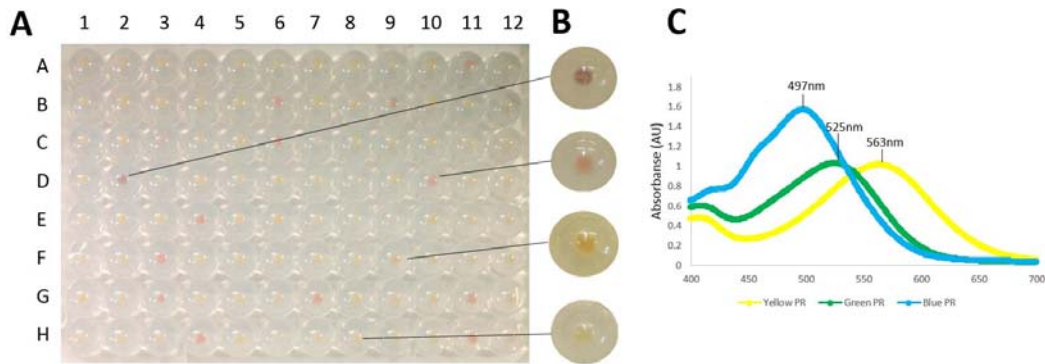 A
1 2 3 4 5 6 7 8 9 10 11 12
A
B
C
D
E
F
G
H
B
C
1.8
1.6
1.4
1.2
1
0.8
0.6
0.4
0.2
0
Absorbanse (AU)
497nm
525nm
563nm
400 500 600 650 700
Yellow PR Green PR Blue PR